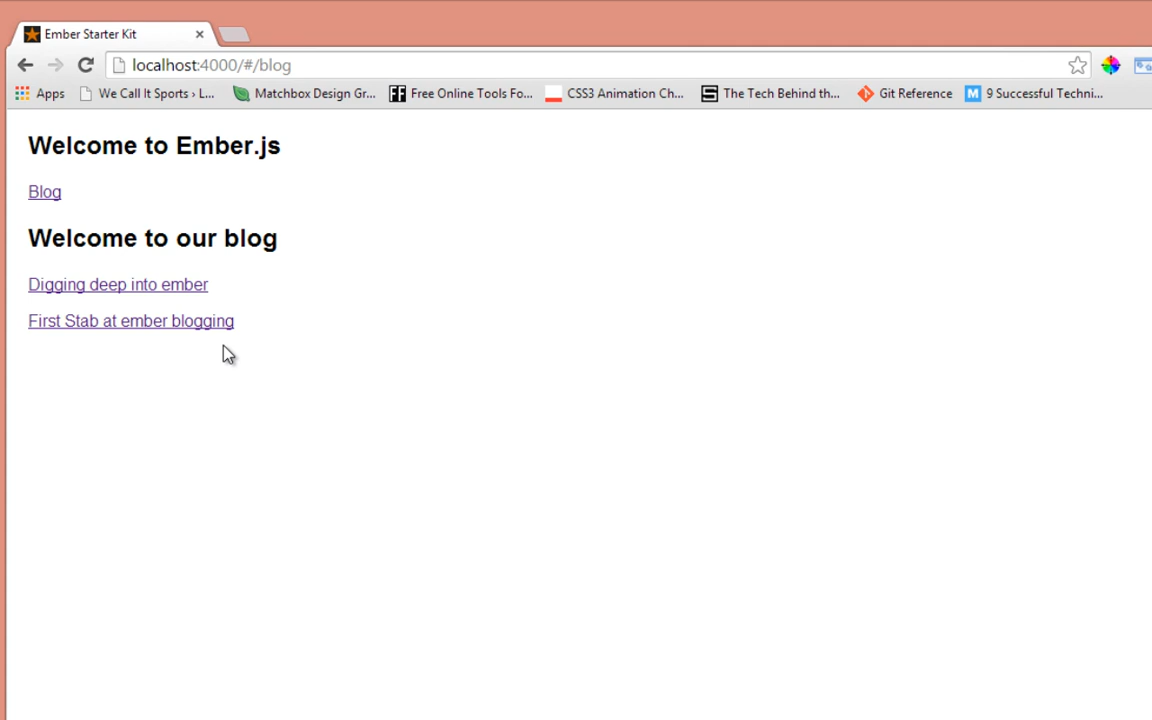 Ember Starter Kit
localhost:4000/#/blog
Apps We Call It Sports › L... Matchbox Design Gr... Free Online Tools Fo... CSS3 Animation Ch... The Tech Behind th... Git Reference 9 Successful Techni...
Welcome to Ember.js
Blog
Welcome to our blog
Digging deep into ember
First Stab at ember blogging